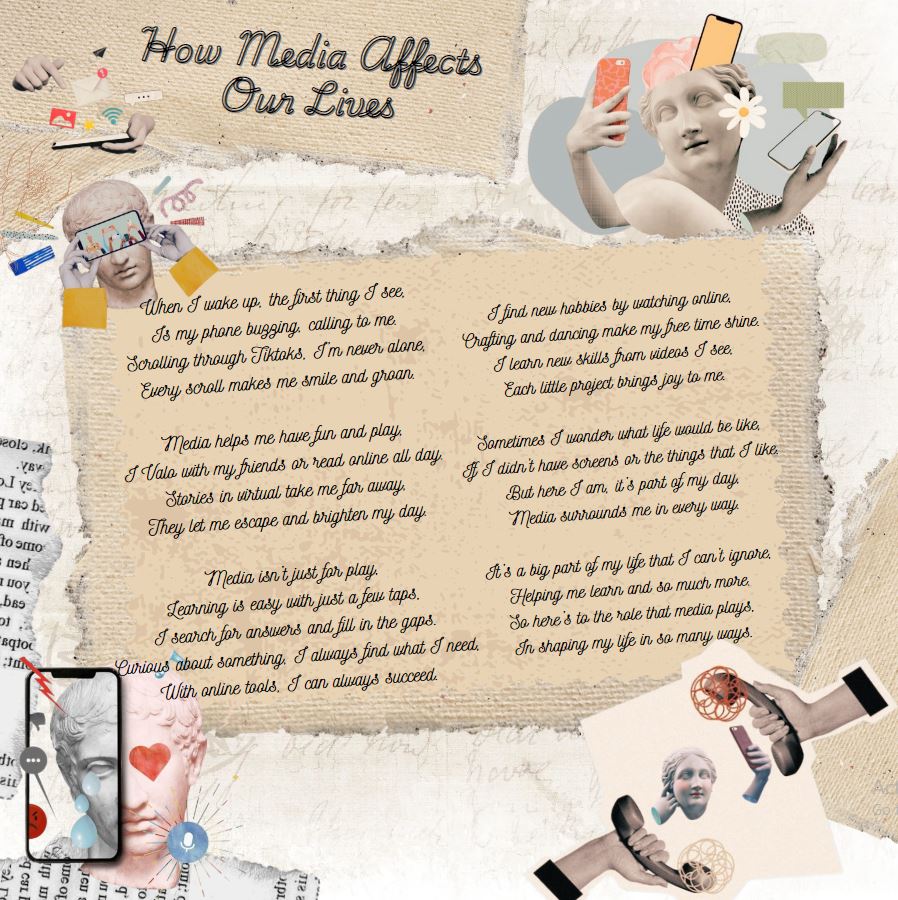 How Media Affects
Our Lives
When I wake up, the first thing I see,
Is my phone buzzing, calling to me.
Scrolling through Tiktoks, I'm never alone,
Every scroll makes me smile and groan.
Media helps me have fun and play,
I Valo with my friends or read online all day.
Stories in virtual take me far away,
They let me escape and brighten my day.
Media isn't just for play,
Learning is easy with just a few taps.
I search for answers and fill in the gaps.
Curious about something, I always find what I need,
With online tools, I can always succeed.
I find new hobbies by watching online,
Crafting and dancing make my free time shine.
I learn new skills from videos I see,
Each little project brings joy to me.
Sometimes I wonder what life would be like,
If I didn't have screens or the things that I like.
But here I am, it's part of my day,
Media surrounds me in every way.
It's a big part of my life that I can't ignore,
Helping me learn and so much more.
So here's to the role that media plays,
In shaping my life in so many ways.